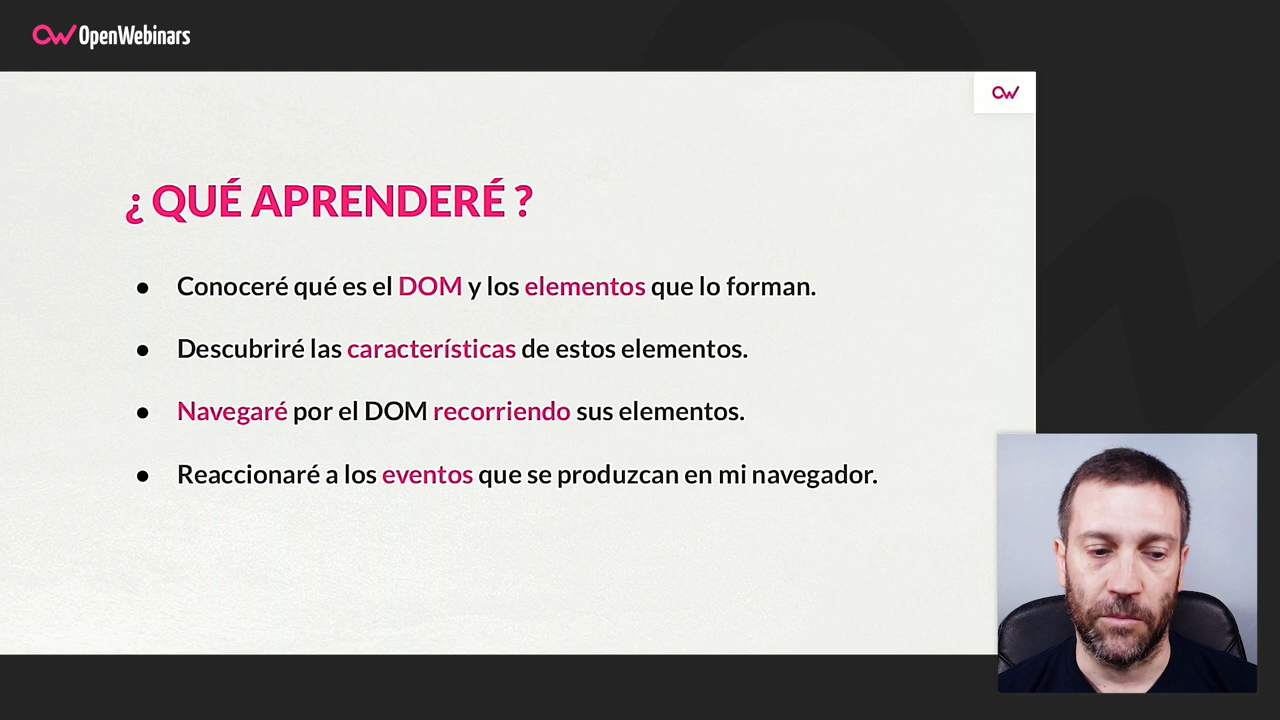 OpenWebinars
¿ QUÉ APRENDERÉ ?
● Conoceré qué es el DOM y los elementos que lo forman.
● Descubriré las características de estos elementos.
● Navegaré por el DOM recorriendo sus elementos.
● Reaccionaré a los eventos que se produzcan en mi navegador.